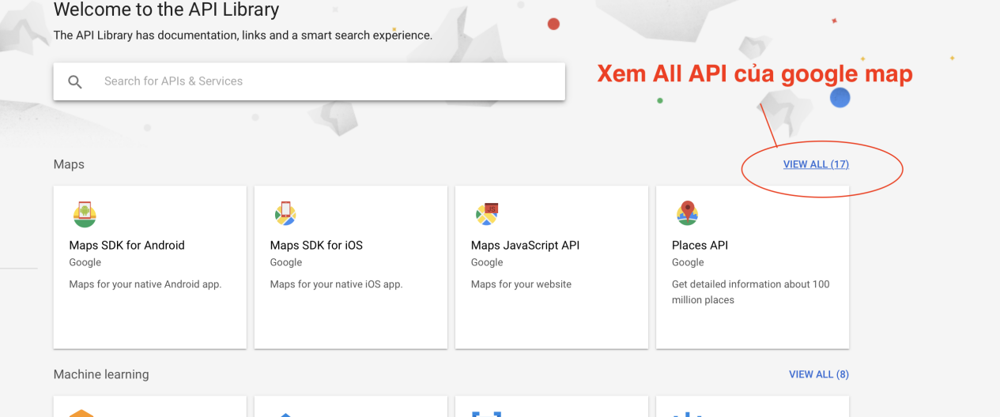 Welcome to the API Library
The API Library has documentation, links and a smart search experience.
Search for APIs & Services
Xem All API của google map
Maps
VIEW ALL (17)
Maps SDK for Android
Google
Maps for your native Android app.
Maps SDK for iOS
Google
Maps for your native iOS app.
JS
Maps JavaScript API
Google
Maps for your website
Places API
Google
Get detailed information about 100
million places
Machine learning
VIEW ALL (8)